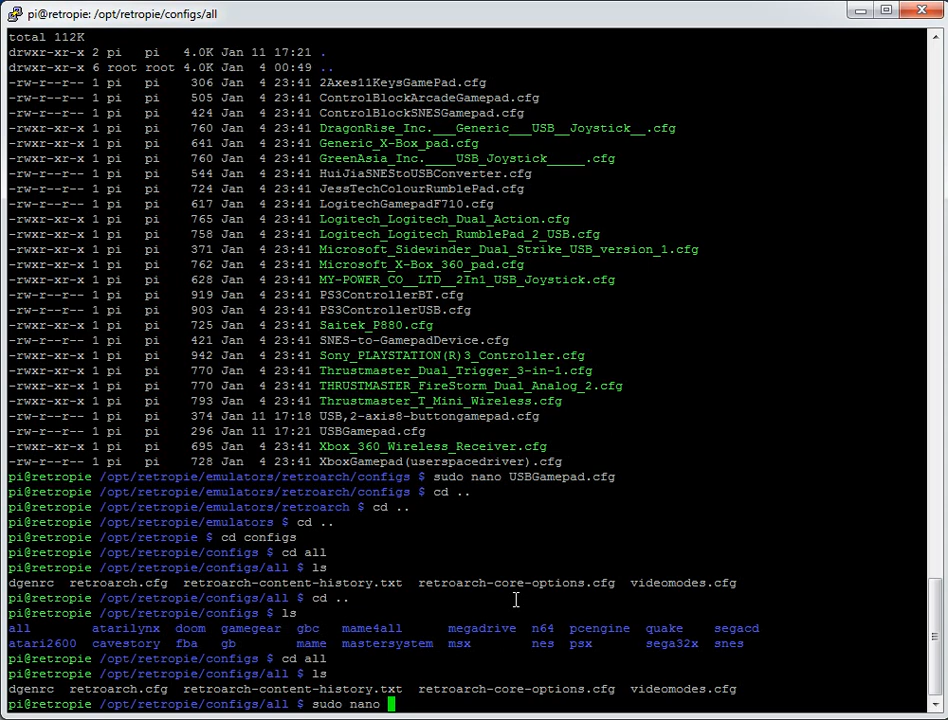 pi@retropie: /opt/retropie/configs/all
total 112K
drwxr-xr-x 2 pi   pi   4.0K Jan 11 17:21 .
drwxr-xr-x 6 root root 4.0K Jan  4 00:49 ..
-rw-r--r-- 1 pi   pi    306 Jan  4 23:41 2Axes11KeysGamePad.cfg
-rw-r--r-- 1 pi   pi    505 Jan  4 23:41 ControlBlockArcadeGamepad.cfg
-rw-r--r-- 1 pi   pi    424 Jan  4 23:41 ControlBlockSNESGamepad.cfg
-rwxr-xr-x 1 pi   pi    760 Jan  4 23:41 DragonRise_Inc.___Generic___USB__Joystick__.cfg
-rwxr-xr-x 1 pi   pi    641 Jan  4 23:41 Generic_X-Box_pad.cfg
-rwxr-xr-x 1 pi   pi    760 Jan  4 23:41 GreenAsia_Inc.____USB_Joystick_____.cfg
-rw-r--r-- 1 pi   pi    544 Jan  4 23:41 HuiJiaSNEStoUSBConverter.cfg
-rw-r--r-- 1 pi   pi    724 Jan  4 23:41 JessTechColourRumblePad.cfg
-rw-r--r-- 1 pi   pi    617 Jan  4 23:41 LogitechGamepadF710.cfg
-rwxr-xr-x 1 pi   pi    765 Jan  4 23:41 Logitech_Logitech_Dual_Action.cfg
-rwxr-xr-x 1 pi   pi    758 Jan  4 23:41 Logitech_Logitech_RumblePad_2_USB.cfg
-rwxr-xr-x 1 pi   pi    371 Jan  4 23:41 Microsoft_Sidewinder_Dual_Strike_USB_version_1.cfg
-rwxr-xr-x 1 pi   pi    762 Jan  4 23:41 Microsoft_X-Box_360_pad.cfg
-rwxr-xr-x 1 pi   pi    628 Jan  4 23:41 MY-POWER_CO__LTD__2In1_USB_Joystick.cfg
-rw-r--r-- 1 pi   pi    919 Jan  4 23:41 PS3ControllerBT.cfg
-rw-r--r-- 1 pi   pi    903 Jan  4 23:41 PS3ControllerUSB.cfg
-rwxr-xr-x 1 pi   pi    725 Jan  4 23:41 Saitek_P880.cfg
-rw-r--r-- 1 pi   pi    421 Jan  4 23:41 SNES-to-GamepadDevice.cfg
-rwxr-xr-x 1 pi   pi    942 Jan  4 23:41 Sony_PLAYSTATION(R)3_Controller.cfg
-rwxr-xr-x 1 pi   pi    770 Jan  4 23:41 Thrustmaster_Dual_Trigger_3-in-1.cfg
-rwxr-xr-x 1 pi   pi    770 Jan  4 23:41 THRUSTMASTER_FireStorm_Dual_Analog_2.cfg
-rwxr-xr-x 1 pi   pi    793 Jan  4 23:41 Thrustmaster_T_Mini_Wireless.cfg
-rw-r--r-- 1 pi   pi    374 Jan 11 17:18 USB,2-axis8-buttongamepad.cfg
-rw-r--r-- 1 pi   pi    296 Jan 11 17:21 USBGamepad.cfg
-rwxr-xr-x 1 pi   pi    695 Jan  4 23:41 Xbox_360_Wireless_Receiver.cfg
-rw-r--r-- 1 pi   pi    728 Jan  4 23:41 XboxGamepad(userspacedriver).cfg
pi@retropie /opt/retropie/emulators/retroarch/configs $ sudo nano USBGamepad.cfg
pi@retropie /opt/retropie/emulators/retroarch/configs $ cd ..
pi@retropie /opt/retropie/emulators/retroarch $ cd ..
pi@retropie /opt/retropie/emulators $ cd ..
pi@retropie /opt/retropie $ cd configs
pi@retropie /opt/retropie/configs $ cd all
pi@retropie /opt/retropie/configs/all $ ls
dgenrc  retroarch.cfg  retroarch-content-history.txt  retroarch-core-options.cfg  videomodes.cfg
pi@retropie /opt/retropie/configs/all $ cd ..
pi@retropie /opt/retropie/configs $ ls
all        atarilynx  doom  gamegear  gbc   mame4all      megadrive  n64  pcengine  quake   segacd
atari2600  cavestory  fba   gb        mame  mastersystem  msx        nes  psx       sega32x  snes
pi@retropie /opt/retropie/configs $ cd all
pi@retropie /opt/retropie/configs/all $ ls
dgenrc  retroarch.cfg  retroarch-content-history.txt  retroarch-core-options.cfg  videomodes.cfg
pi@retropie /opt/retropie/configs/all $ sudo nano